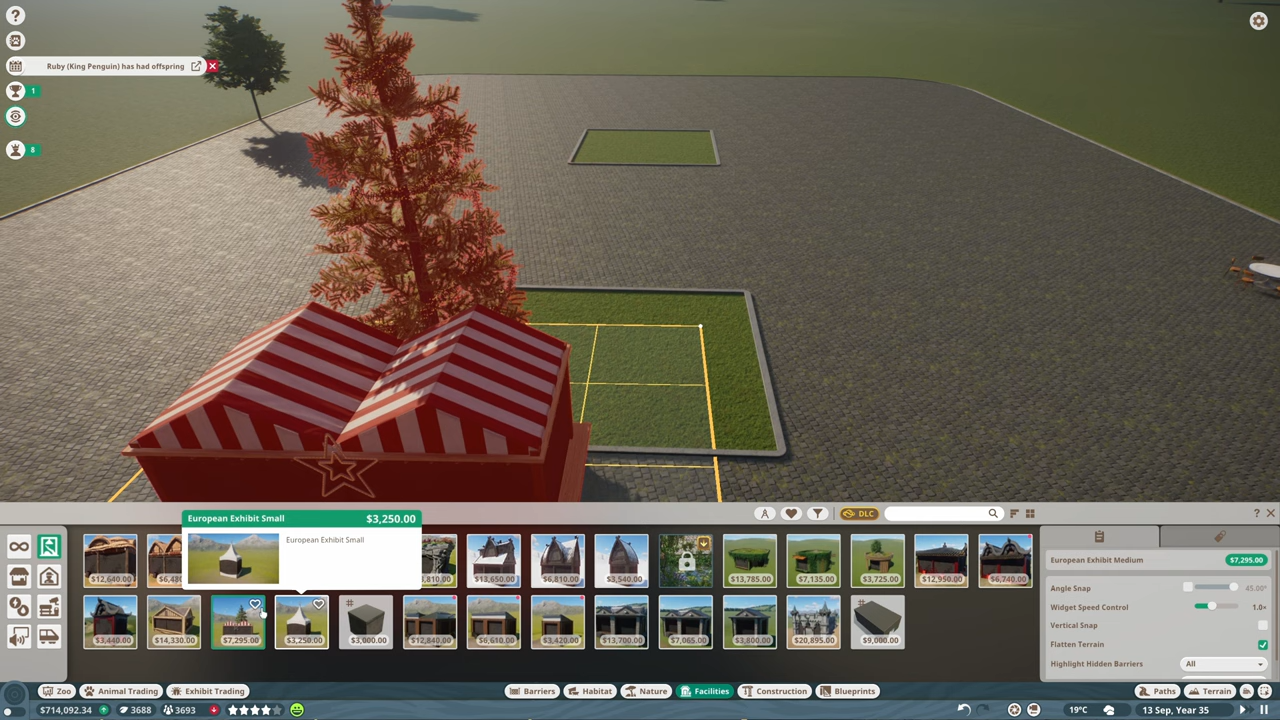 ?
Ruby (King Penguin) has had offspring
1
8
European Exhibit Small $3,250.00
European Exhibit Small
DLC
?
$12,640.00
$13,650.00
$6,810.00
$3,540.00
$13,785.00
$7,135.00
$3,725.00
$12,950.00
$6,740.00
$3,440.00
$14,330.00
$7,295.00
$3,250.00
$3,000.00
$12,840.00
$6,610.00
$3,420.00
$13,700.00
$7,065.00
$3,800.00
$20,895.00
$9,000.00
European Exhibit Medium $7,295.00
Angle Snap 45.00°
Widget Speed Control 1.0×
Vertical Snap
Flatten Terrain
Highlight Hidden Barriers All
Zoo Animal Trading Exhibit Trading Barriers Habitat Nature Facilities Construction Blueprints Paths Terrain
$714,092.34 3688 3693 19°C 13 Sep, Year 35